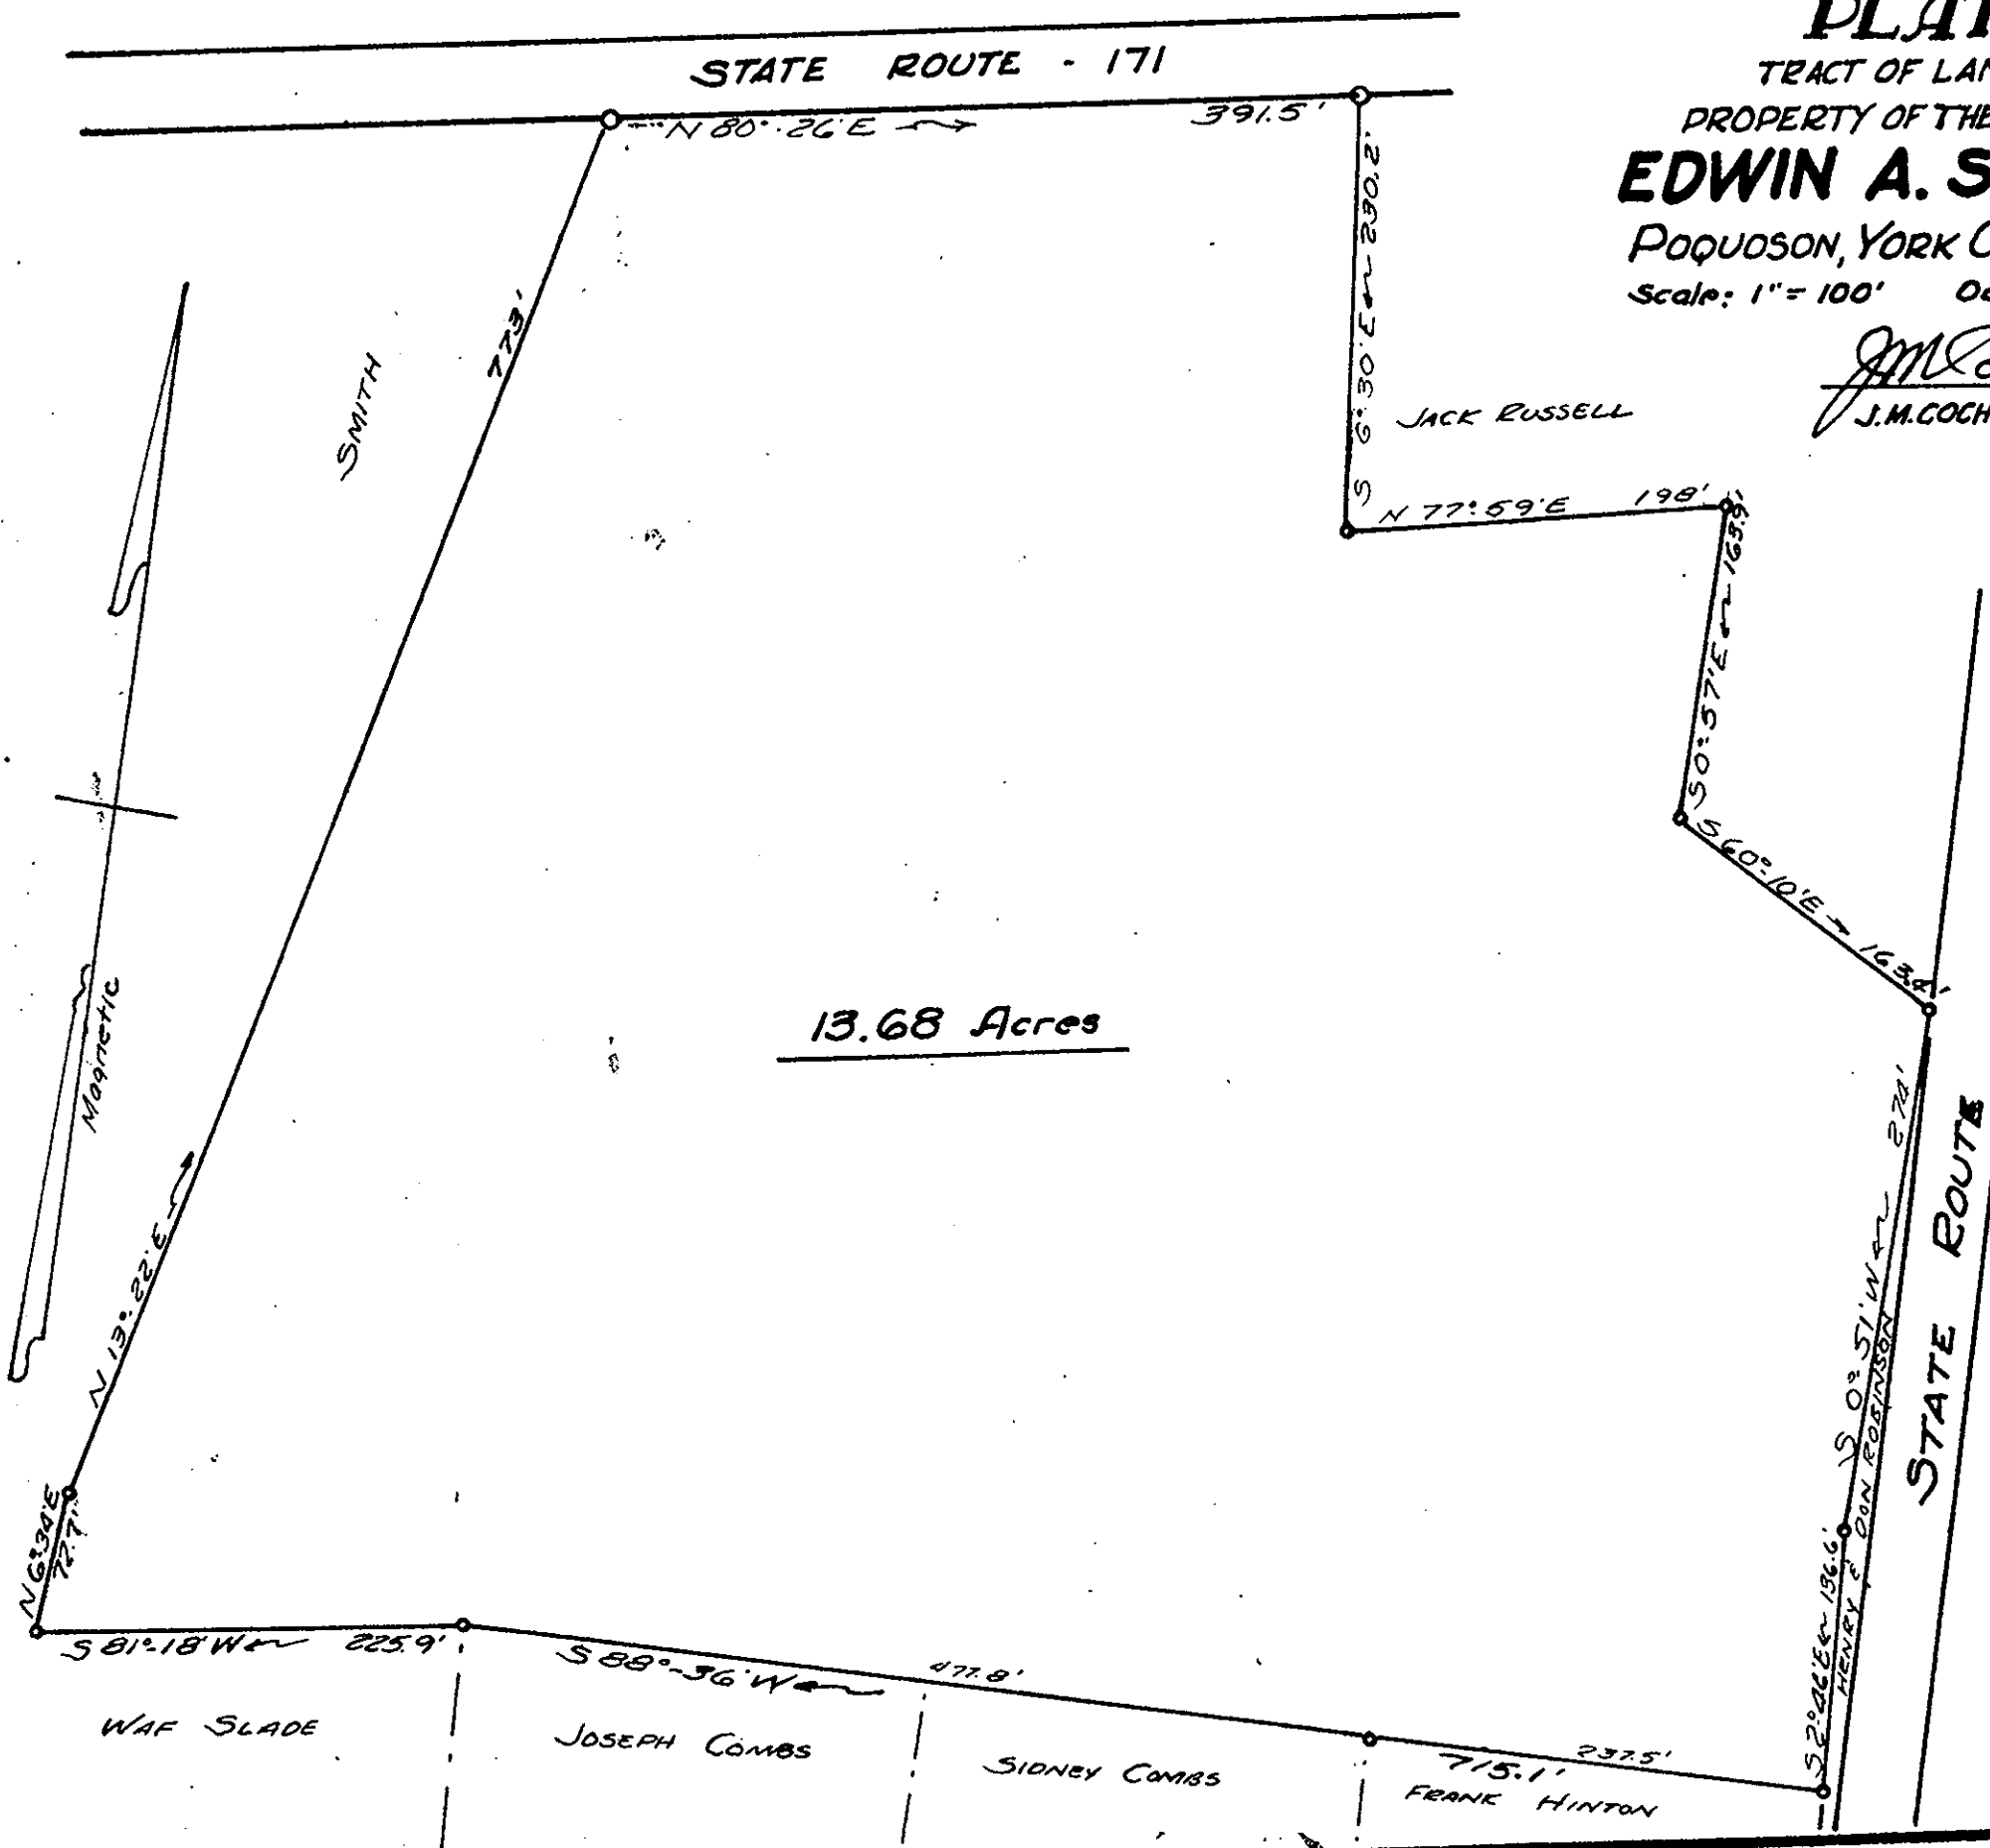 PLAT
TRACT OF LAN
PROPERTY OF THE
EDWIN A. S
POQUOSON, YORK C
Scale: 1" = 100' Oc
J.M. COCH
STATE ROUTE - 171
N 80°-26'E 391.5'
S 6°-30'E 230.2'
JACK RUSSELL
N 77°-59'E 198'
S 0°-57'E 163.9'
S 60°-10'E
SMITH
773'
N 13°-22'E
Magnetic
13.68 Acres
S 0°-51'W 274'
HENRY & DON ROBINSON
STATE ROUTE
S 2°-46'E 136.6'
N 6°-34'E
72.7'
S 81°-18'W 225.9'
S 88°-36'W 477.8'
237.5'
715.1'
WAF SLADE
JOSEPH COMBS
SIDNEY COMBS
FRANK HINTON